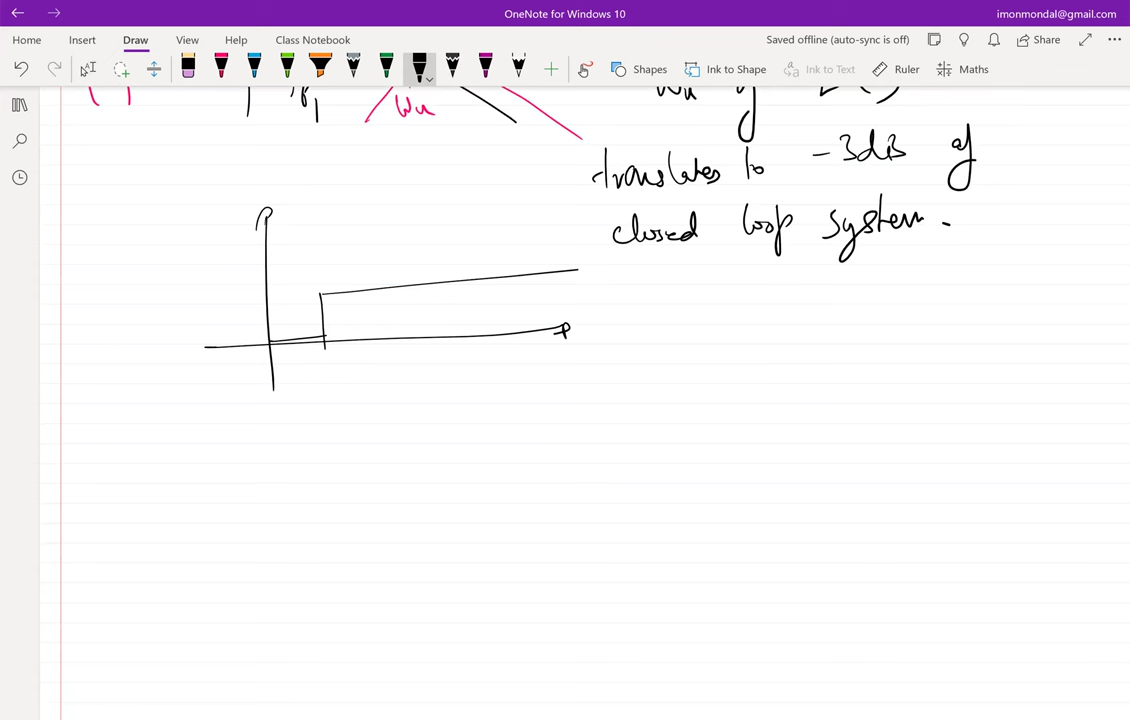 OneNote for Windows 10
imonmondal@gmail.com
Home Insert Draw View Help Class Notebook
Saved offline (auto-sync is off) Share
Shapes Ink to Shape Ink to Text Ruler Maths
ωu
translates to -3dB of
closed loop system.